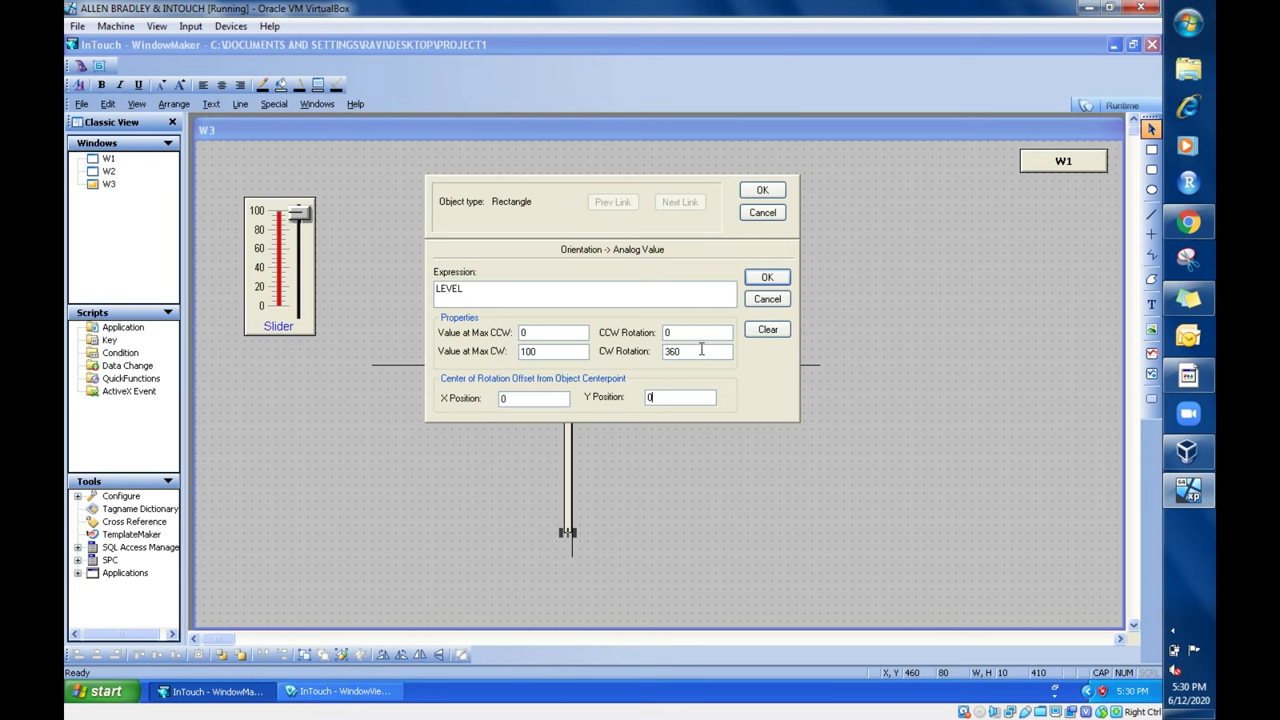 ALLEN BRADLEY & INTOUCH [Running] - Oracle VM VirtualBox
File Machine View Input Devices Help
InTouch - WindowMaker - C:\DOCUMENTS AND SETTINGS\RAVI\DESKTOP\PROJECT1
B I U
File Edit View Arrange Text Line Special Windows Help
Runtime
Classic View
W3
Windows
W1
W2
W3
W1
Object type: Rectangle
Prev Link Next Link
OK
Cancel
Orientation -> Analog Value
Expression:
LEVEL
OK
Cancel
Clear
Properties
Value at Max CCW: 0 CCW Rotation: 0
Value at Max CW: 100 CW Rotation: 360
Center of Rotation Offset from Object Centerpoint
X Position: 0 Y Position: 0
100
80
60
40
20
0
Slider
Scripts
Application
Key
Condition
Data Change
QuickFunctions
ActiveX Event
Tools
Configure
Tagname Dictionary
Cross Reference
TemplateMaker
SQL Access Manage
SPC
Applications
Ready
X, Y 460 80 W, H 10 410 CAP NUM SCRL
start
InTouch - WindowMa...
InTouch - WindowVie...
5:30 PM
5:30 PM
6/12/2020
Right Ctrl